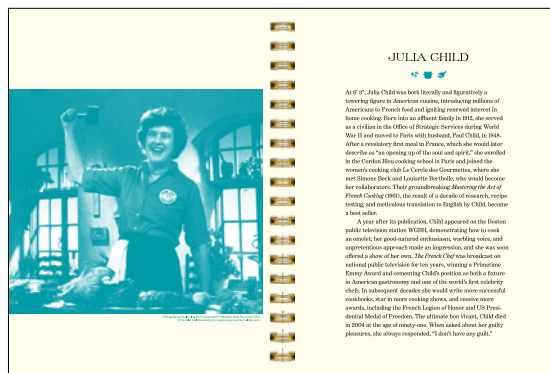 JULIA CHILD
At 6' 3", Julia Child was both literally and figuratively a
towering figure in American cuisine, introducing millions of
Americans to French food and igniting renewed interest in
home cooking. Born into an affluent family in 1912, she served
as a civilian in the Office of Strategic Services during World
War II and moved to Paris with husband, Paul Child, in 1948.
After a revelatory first meal in France, which she would later
describe as “an opening up of the soul and spirit,” she enrolled
in the Cordon Bleu cooking school in Paris and joined the
women's cooking club Le Cercle des Gourmettes, where she
met Simone Beck and Louisette Bertholle, who would become
her collaborators. Their groundbreaking Mastering the Art of
French Cooking (1961), the result of a decade of research, recipe
testing, and meticulous translation to English by Child, became
a best seller.
A year after its publication, Child appeared on the Boston
public television station WGBH, demonstrating how to cook
an omelet; her good-natured enthusiasm, warbling voice, and
unpretentious approach made an impression, and she was soon
offered a show of her own. The French Chef was broadcast on
national public television for ten years, winning a Primetime
Emmy Award and cementing Child's position as both a fixture
in American gastronomy and one of the world's first celebrity
chefs. In subsequent decades she would write more successful
cookbooks, star in more cooking shows, and receive more
awards, including the French Legion of Honor and US Presi-
dential Medal of Freedom. The ultimate bon vivant, Child died
in 2004 at the age of ninety-one. When asked about her guilty
pleasures, she always responded, “I don't have any guilt.”